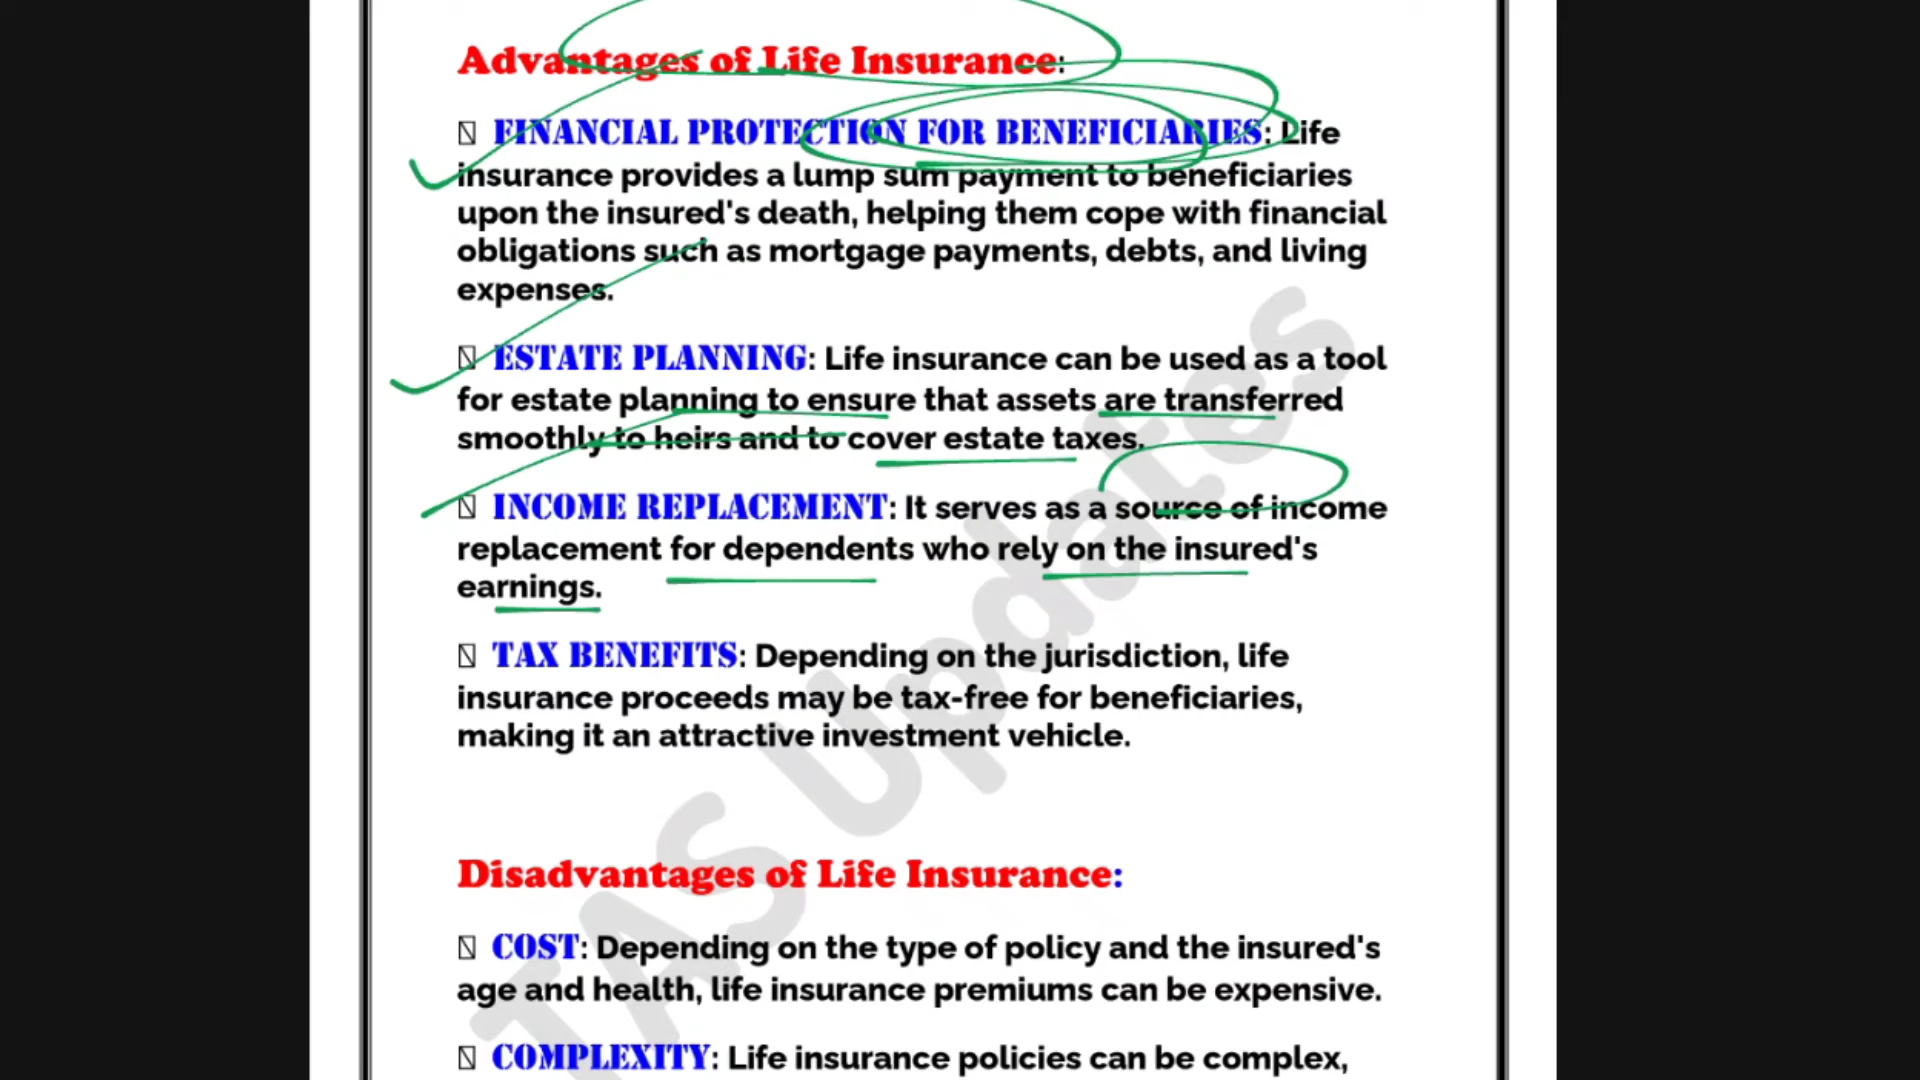 Advantages of Life Insurance:
FINANCIAL PROTECTION FOR BENEFICIARIES: Life
insurance provides a lump sum payment to beneficiaries
upon the insured's death, helping them cope with financial
obligations such as mortgage payments, debts, and living
expenses.
ESTATE PLANNING: Life insurance can be used as a tool
for estate planning to ensure that assets are transferred
smoothly to heirs and to cover estate taxes.
INCOME REPLACEMENT: It serves as a source of income
replacement for dependents who rely on the insured's
earnings.
TAX BENEFITS: Depending on the jurisdiction, life
insurance proceeds may be tax-free for beneficiaries,
making it an attractive investment vehicle.
Disadvantages of Life Insurance:
COST: Depending on the type of policy and the insured's
age and health, life insurance premiums can be expensive.
COMPLEXITY: Life insurance policies can be complex,
TAS Updates